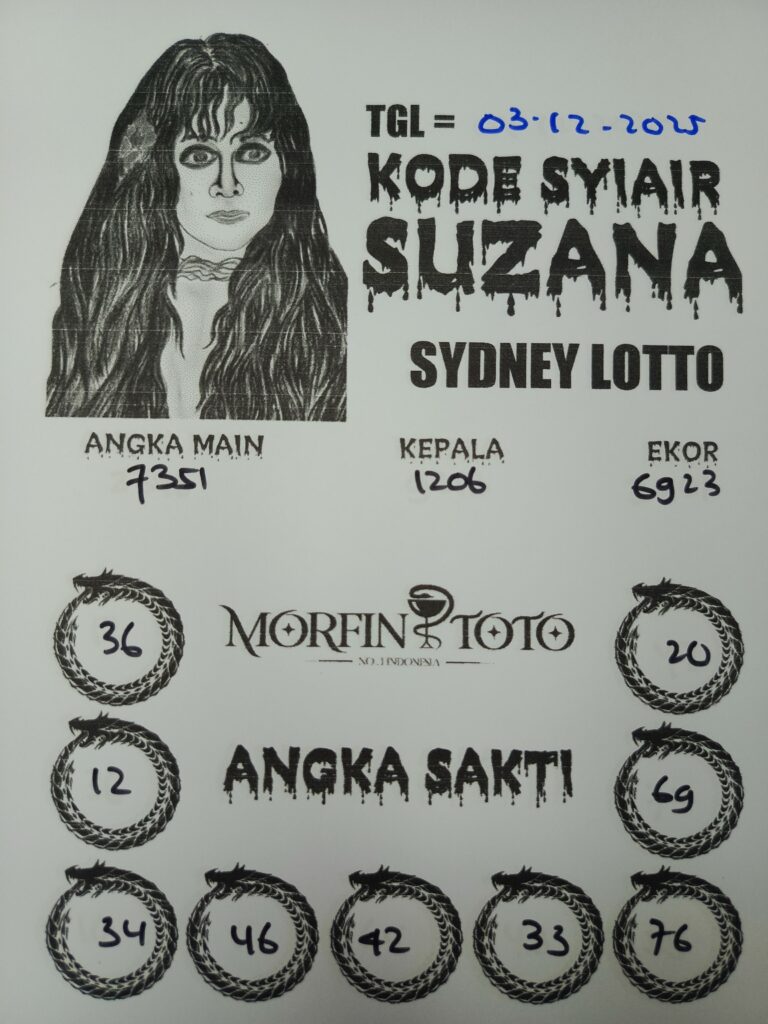 TGL = 03-12-2025
KODE SYIAIR
SUZANA
SYDNEY LOTTO
ANGKA MAIN KEPALA EKOR
7351 1206 6923
36 MORFIN TOTO 20
NO.1 INDONESIA
12 ANGKA SAKTI 69
34 46 42 33 76